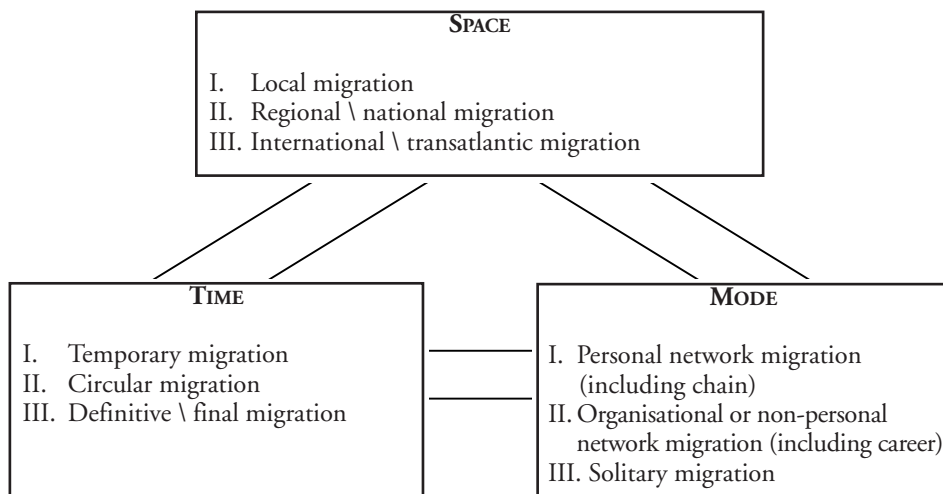 SPACE
I. Local migration
II. Regional \ national migration
III. International \ transatlantic migration
TIME
I. Temporary migration
II. Circular migration
III. Definitive \ final migration
MODE
I. Personal network migration
(including chain)
II. Organisational or non-personal
network migration (including career)
III. Solitary migration